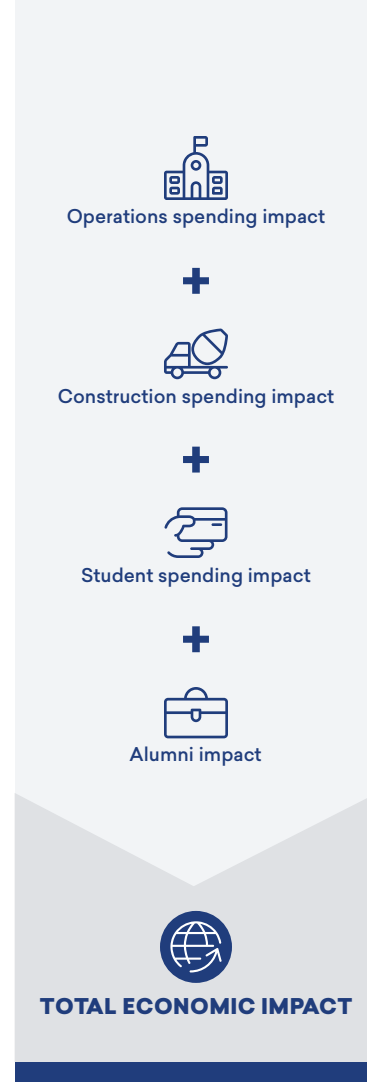 Operations spending impact
+
Construction spending impact
+
Student spending impact
+
Alumni impact
TOTAL ECONOMIC IMPACT